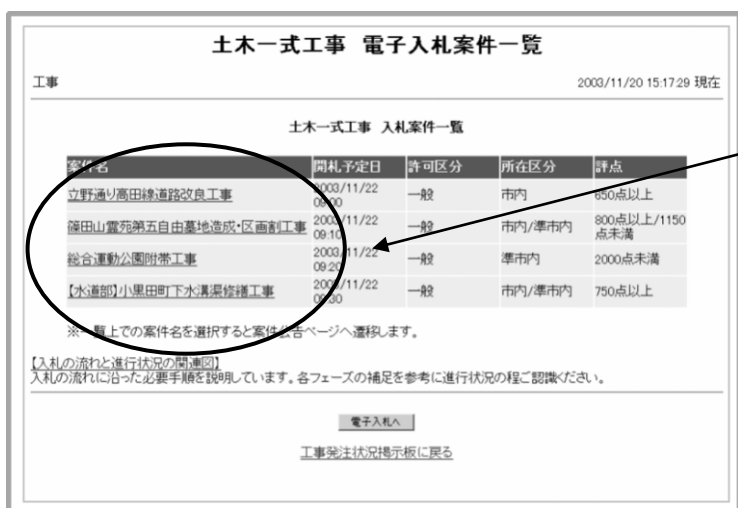 土木一式工事 電子入札案件一覧
工事 2003/11/20 15:17:29 現在
土木一式工事 入札案件一覧
案件名 開札予定日 許可区分 所在区分 評点
立野通り高田線道路改良工事 2003/11/22 09:00 一般 市内 650点以上
篠田山霊苑第五自由墓地造成・区画割工事 2003/11/22 09:10 一般 市内/準市内 800点以上/1150点未満
総合運動公園附帯工事 2003/11/22 09:20 一般 準市内 2000点未満
【水道部】小黒田町下水溝渠修繕工事 2003/11/22 09:30 一般 市内/準市内 750点以上
※一覧上での案件名を選択すると案件公告ページへ遷移します。
【入札の流れと進行状況の関連図】
入札の流れに沿った必要手順を説明しています。各フェーズの補足を参考に進行状況の程ご認識ください。
電子入札へ
工事発注状況掲示板に戻る